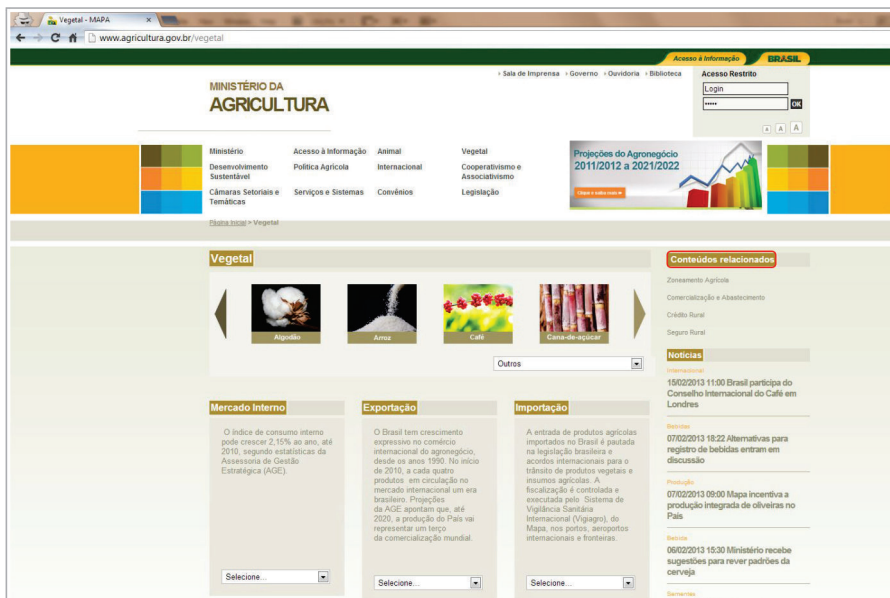 Vegetal - MAPA
www.agricultura.gov.br/vegetal
Acesso à Informação
BRASIL
Sala de Imprensa
Governo
Ouvidoria
Biblioteca
Acesso Restrito
MINISTÉRIO DA
AGRICULTURA
Login
•••••
OK
A A A
Ministério
Acesso à Informação
Animal
Vegetal
Desenvolvimento
Sustentável
Política Agrícola
Internacional
Cooperativismo e
Associativismo
Câmaras Setoriais e
Temáticas
Serviços e Sistemas
Convênios
Legislação
Projeções do Agronegócio
2011/2012 a 2021/2022
Clique e saiba mais
Página Inicial > Vegetal
Vegetal
Algodão
Arroz
Café
Cana-de-açúcar
Outros
Mercado Interno
O índice de consumo interno
pode crescer 2,15% ao ano, até
2010, segundo estatísticas da
Assessoria de Gestão
Estratégica (AGE).
Selecione...
Exportação
O Brasil tem crescimento
expressivo no comércio
internacional do agronegócio,
desde os anos 1990. No início
de 2010, a cada quatro
produtos em circulação no
mercado internacional um era
brasileiro. Projeções
da AGE apontam que, até
2020, a produção do País vai
representar um terço
da comercialização mundial.
Selecione...
Importação
A entrada de produtos agrícolas
importados no Brasil é pautada
na legislação brasileira e
acordos internacionais para o
trânsito de produtos vegetais e
insumos agrícolas. A
fiscalização é controlada e
executada pelo Sistema de
Vigilância Sanitária
Internacional (Vigiagro), do
Mapa, nos portos, aeroportos
internacionais e fronteiras.
Selecione...
Conteúdos relacionados
Zoneamento Agrícola
Comercialização e Abastecimento
Crédito Rural
Seguro Rural
Notícias
Internacional
15/02/2013 11:00 Brasil participa do
Conselho Internacional do Café em
Londres
Bebidas
07/02/2013 18:22 Alternativas para
registro de bebidas entram em
discussão
Produção
07/02/2013 09:00 Mapa incentiva a
produção integrada de oliveiras no
País
Bebida
06/02/2013 15:30 Ministério recebe
sugestões para rever padrões da
cerveja
Sementes